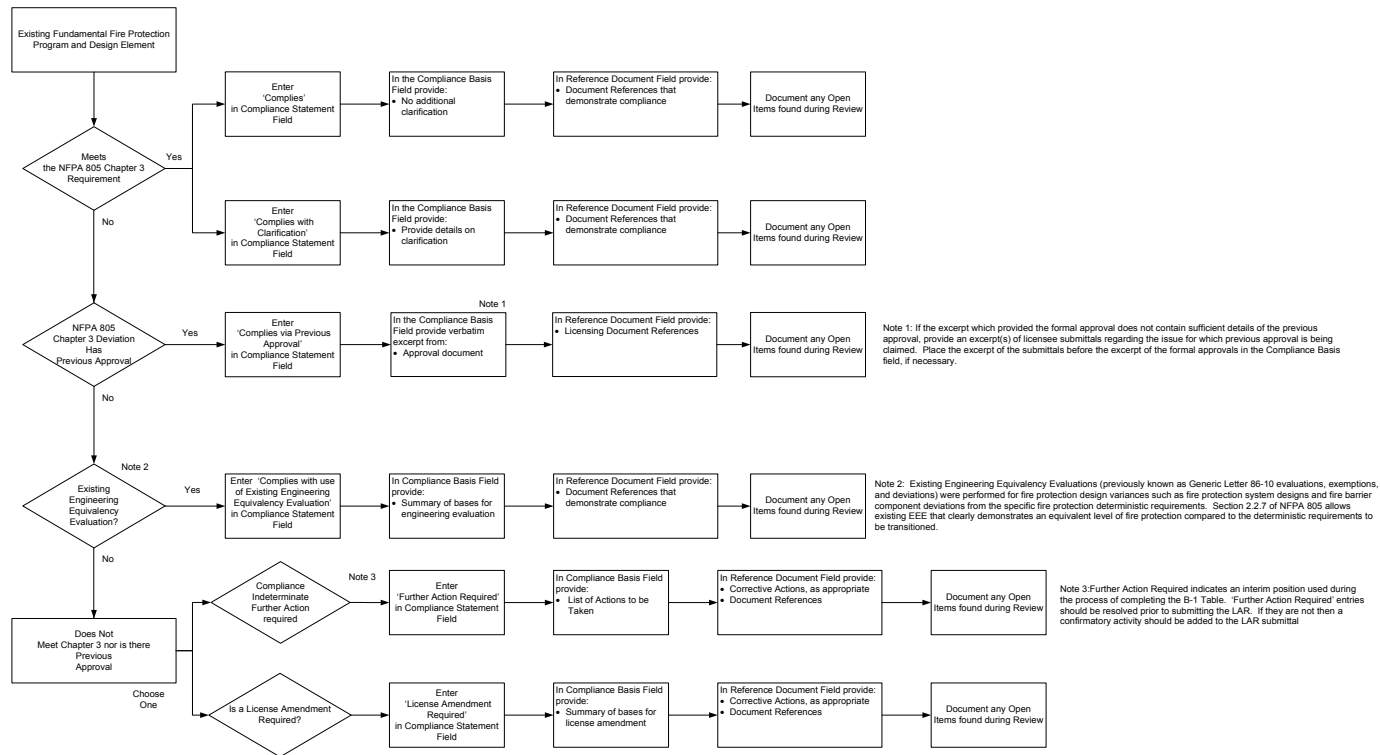 Existing Fundamental Fire Protection
Program and Design Element
Meets
the NFPA 805 Chapter 3
Requirement
Yes
No
Enter
‘Complies’
in Compliance Statement
Field
In the Compliance Basis
Field provide:
• No additional
clarification
In Reference Document Field provide:
• Document References that
demonstrate compliance
Document any Open
Items found during Review
Enter
‘Complies with
Clarification’
in Compliance Statement
Field
In the Compliance Basis
Field provide:
• Provide details on
clarification
In Reference Document Field provide:
• Document References that
demonstrate compliance
Document any Open
Items found during Review
NFPA 805
Chapter 3 Deviation
Has
Previous Approval
Yes
No
Enter
‘Complies via Previous
Approval’
in Compliance Statement
Field
Note 1
In the Compliance Basis
Field provide verbatim
excerpt from:
• Approval document
In Reference Document Field provide:
• Licensing Document References
Document any Open
Items found during Review
Note 1: If the excerpt which provided the formal approval does not contain sufficient details of the previous
approval, provide an excerpt(s) of licensee submittals regarding the issue for which previous approval is being
claimed. Place the excerpt of the submittals before the excerpt of the formal approvals in the Compliance Basis
field, if necessary.
Note 2
Existing
Engineering
Equivalency
Evaluation?
Yes
No
Enter ‘Complies with use
of Existing Engineering
Equivalency Evaluation’
in Compliance Statement
Field
In Compliance Basis Field
provide:
• Summary of bases for
engineering evaluation
In Reference Document Field provide:
• Document References that
demonstrate compliance
Document any Open
Items found during Review
Note 2: Existing Engineering Equivalency Evaluations (previously known as Generic Letter 86-10 evaluations, exemptions,
and deviations) were performed for fire protection design variances such as fire protection system designs and fire barrier
component deviations from the specific fire protection deterministic requirements. Section 2.2.7 of NFPA 805 allows
existing EEE that clearly demonstrates an equivalent level of fire protection compared to the deterministic requirements to
be transitioned.
Does Not
Meet Chapter 3 nor is there
Previous
Approval
Choose
One
Compliance
Indeterminate
Further Action
required
Note 3
Enter
‘Further Action Required’
in Compliance Statement
Field
In Compliance Basis Field
provide:
• List of Actions to be
Taken
In Reference Document Field provide:
• Corrective Actions, as appropriate
• Document References
Document any Open
Items found during Review
Note 3:Further Action Required indicates an interim position used during
the process of completing the B-1 Table. ‘Further Action Required’ entries
should be resolved prior to submitting the LAR. If they are not then a
confirmatory activity should be added to the LAR submittal
Is a License Amendment
Required?
Enter
‘License Amendment
Required’
in Compliance Statement
Field
In Compliance Basis Field
provide:
• Summary of bases for
license amendment
In Reference Document Field provide:
• Corrective Actions, as appropriate
• Document References
Document any Open
Items found during Review